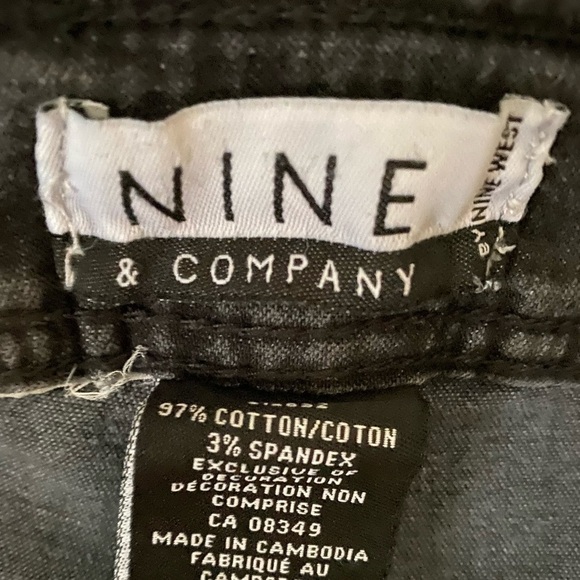 NINE
& COMPANY
BY NINE WEST
97% COTTON/COTON
3% SPANDEX
EXCLUSIVE OF
DECORATION
DÉCORATION NON
COMPRISE
CA 08349
MADE IN CAMBODIA
FABRIQUÉ AU